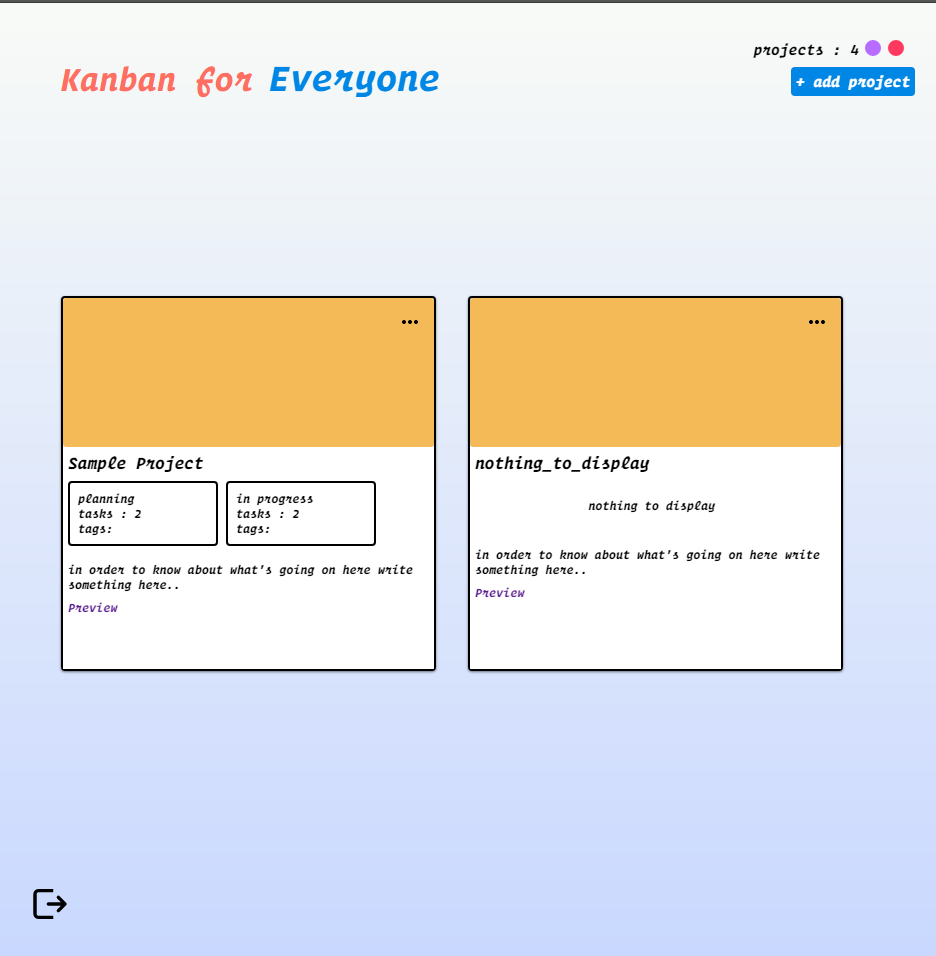 projects : 4
Kanban for Everyone
+ add project
Sample Project
planning
tasks : 2
tags:
in progress
tasks : 2
tags:
in order to know about what's going on here write
something here..
Preview
nothing_to_display
nothing to display
in order to know about what's going on here write
something here..
Preview